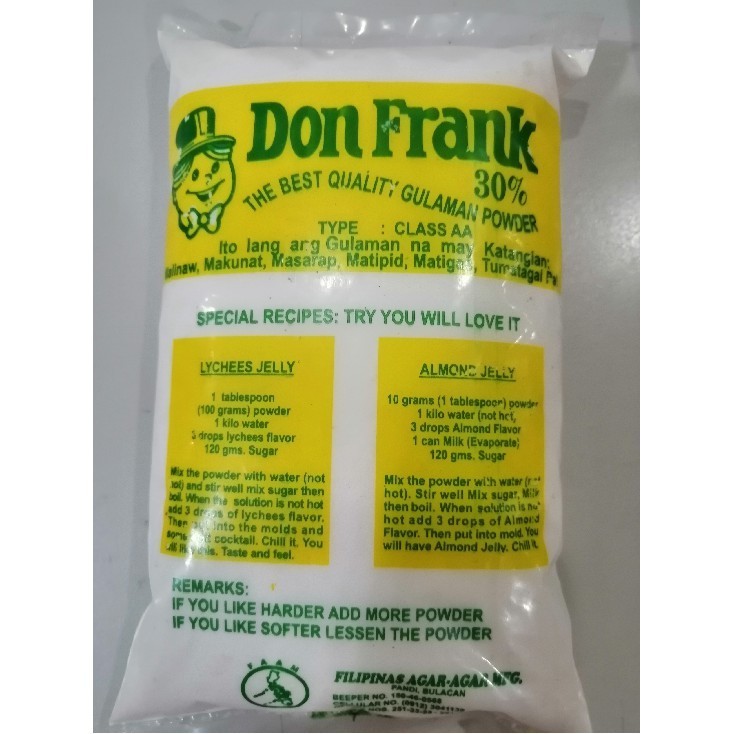 Don Frank
30%
THE BEST QUALITY GULAMAN POWDER
TYPE : CLASS AA
Ito lang ang Gulaman na may Katangian;
Malinaw, Makunat, Masarap, Matipid, Matigas, Tumatagal
SPECIAL RECIPES: TRY YOU WILL LOVE IT
LYCHEES JELLY
1 tablespoon
(100 grams) powder
1 kilo water
3 drops lychees flavor
120 gms. Sugar
Mix the powder with water (not
and stir well mix sugar then
boil. When the solution is not hot
add 3 drops of lychees flavor.
Then into the molds and
cocktail. Chill it. You
this. Taste and feel.
ALMOND JELLY
10 grams (1 tablespoon) powder
1 kilo water (not hot,
3 drops Almond Flavor
1 can Milk (Evaporate)
120 gms. Sugar
Mix the powder with water (not
hot). Stir well Mix sugar, Milk
then boil. When solution is not
hot add 3 drops of Almond
Flavor. Then put into mold. You
will have Almond Jelly. Chill it.
REMARKS:
IF YOU LIKE HARDER ADD MORE POWDER
IF YOU LIKE SOFTER LESSEN THE POWDER
FAAM
FILIPINAS AGAR-AGAR MFG.
PANDI, BULACAN
BEEPER NO.
CELLULAR NO. (0912)